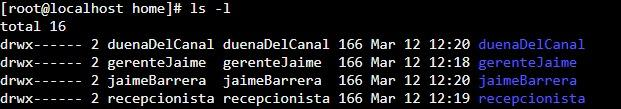 [root@localhost home]# ls -l
total 16
drwx------ 2 duenaDelCanal duenaDelCanal 166 Mar 12 12:20 duenaDelCanal
drwx------ 2 gerenteJaime  gerenteJaime  166 Mar 12 12:18 gerenteJaime
drwx------ 2 jaimeBarrera  jaimeBarrera  166 Mar 12 12:20 jaimeBarrera
drwx------ 2 recepcionista recepcionista 166 Mar 12 12:19 recepcionista